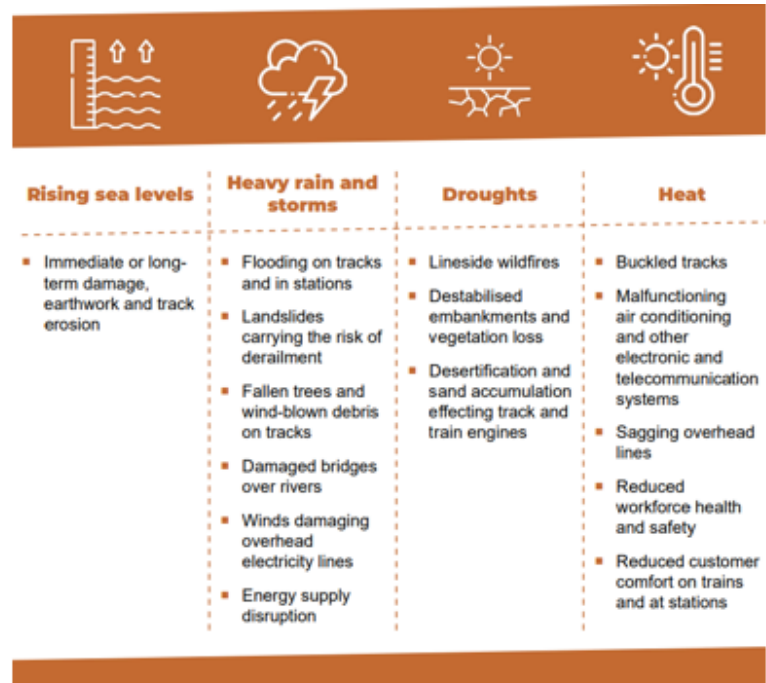 Rising sea levels
Heavy rain and
storms
Droughts
Heat
▪ Immediate or long-
term damage,
earthwork and track
erosion
▪ Flooding on tracks
and in stations
▪ Landslides
carrying the risk of
derailment
▪ Fallen trees and
wind-blown debris
on tracks
▪ Damaged bridges
over rivers
▪ Winds damaging
overhead
electricity lines
▪ Energy supply
disruption
▪ Lineside wildfires
▪ Destabilised
embankments and
vegetation loss
▪ Desertification and
sand accumulation
effecting track and
train engines
▪ Buckled tracks
▪ Malfunctioning
air conditioning
and other
electronic and
telecommunication
systems
▪ Sagging overhead
lines
▪ Reduced
workforce health
and safety
▪ Reduced customer
comfort on trains
and at stations